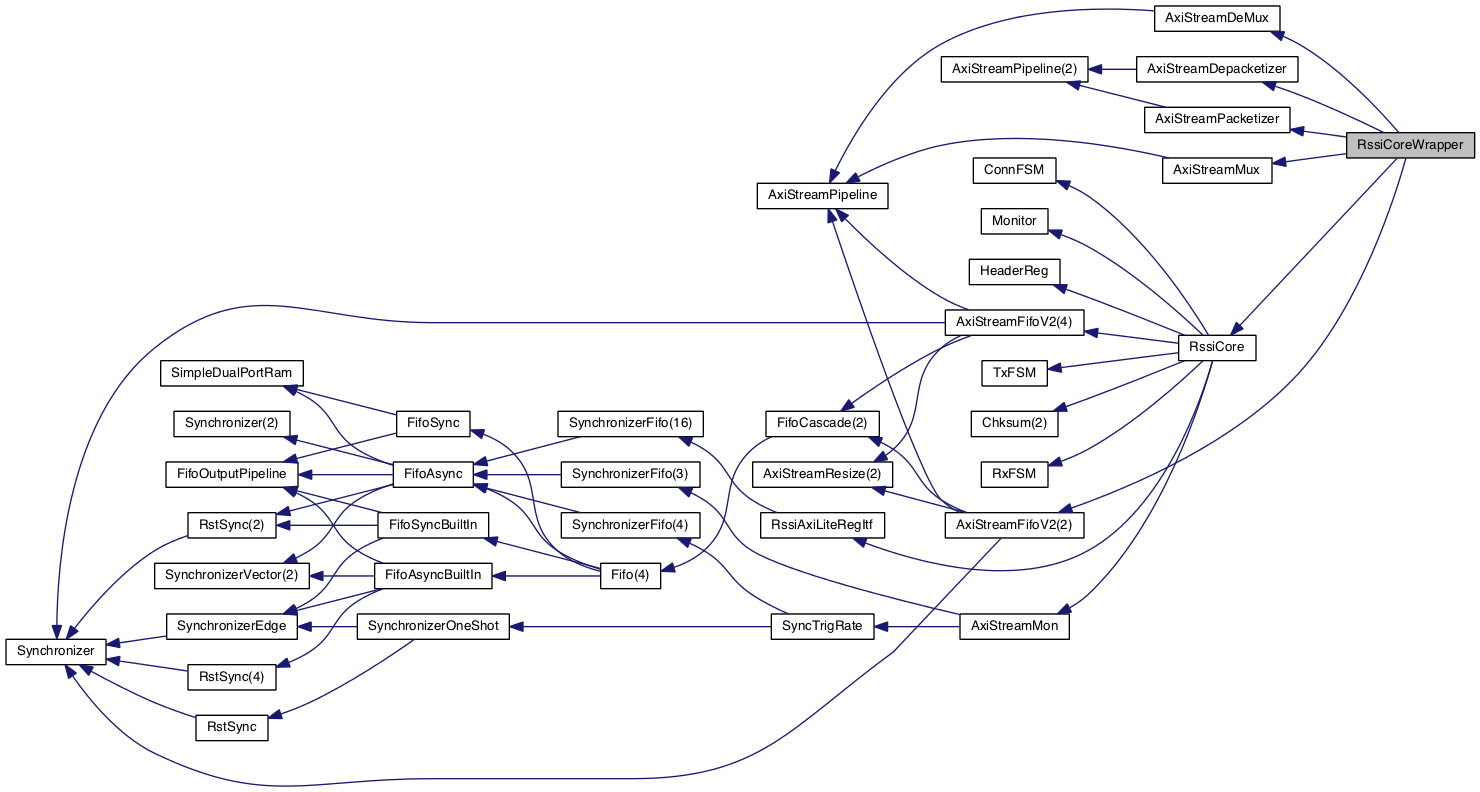 AxiStreamDeMux
AxiStreamPipeline(2)
AxiStreamDepacketizer
AxiStreamPacketizer
RssiCoreWrapper
AxiStreamMux
ConnFSM
AxiStreamPipeline
Monitor
HeaderReg
AxiStreamFifoV2(4)
RssiCore
SimpleDualPortRam
TxFSM
Synchronizer(2)
FifoSync
SynchronizerFifo(16)
FifoCascade(2)
Chksum(2)
FifoOutputPipeline
FifoAsync
SynchronizerFifo(3)
AxiStreamResize(2)
RxFSM
RstSync(2)
FifoSyncBuiltIn
SynchronizerFifo(4)
RssiAxiLiteRegItf
AxiStreamFifoV2(2)
SynchronizerVector(2)
FifoAsyncBuiltIn
Fifo(4)
SynchronizerEdge
SynchronizerOneShot
SyncTrigRate
AxiStreamMon
Synchronizer
RstSync(4)
RstSync